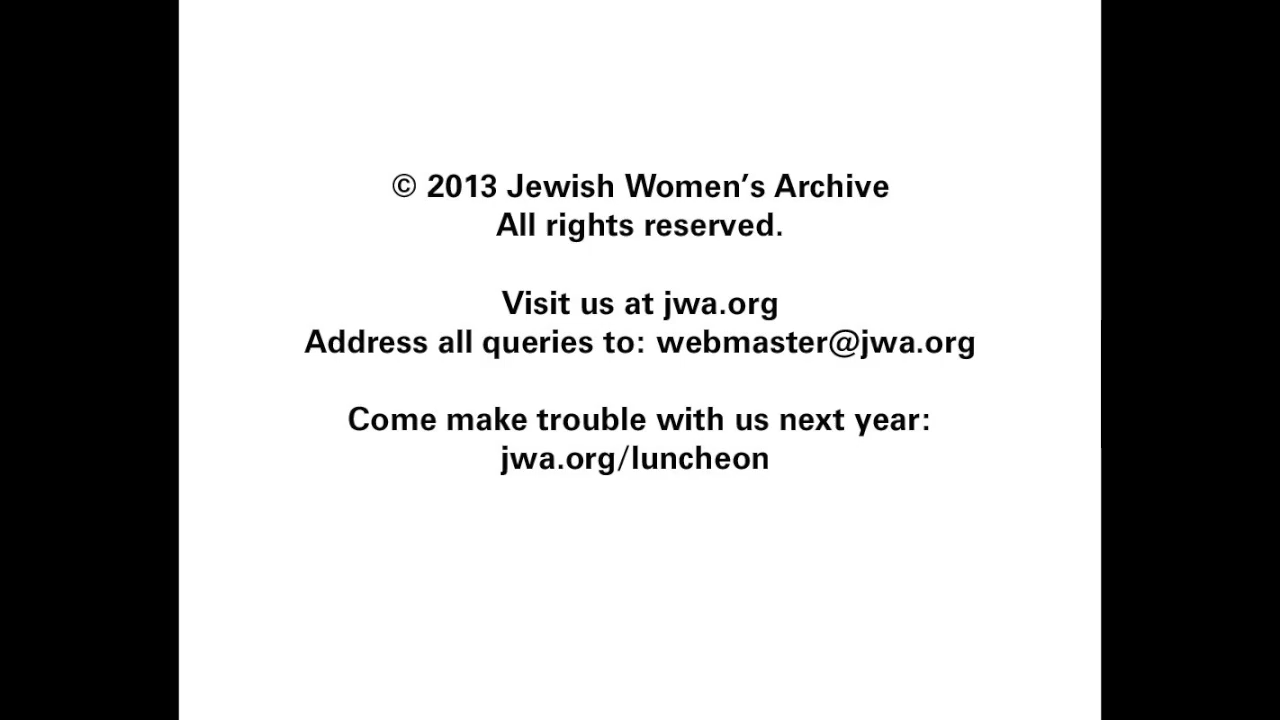 © 2013 Jewish Women’s Archive
All rights reserved.
Visit us at jwa.org
Address all queries to: webmaster@jwa.org
Come make trouble with us next year:
jwa.org/luncheon